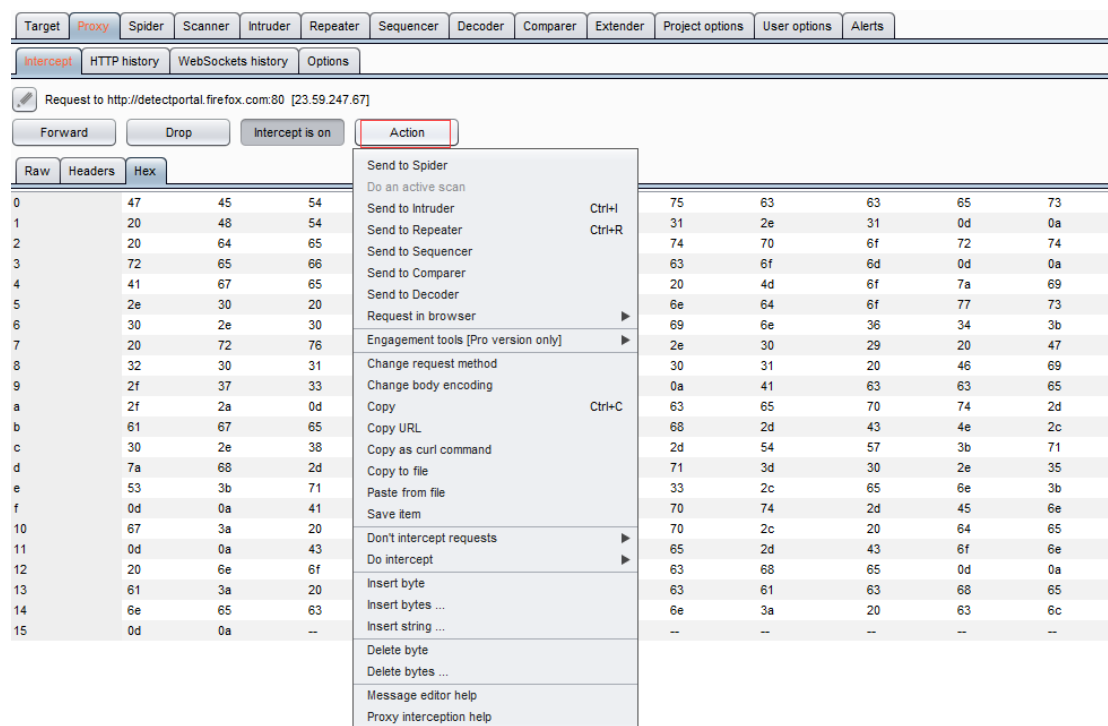 Target Proxy Spider Scanner Intruder Repeater Sequencer Decoder Comparer Extender Project options User options Alerts
Intercept HTTP history WebSockets history Options
Request to http://detectportal.firefox.com:80 [23.59.247.67]
Forward Drop Intercept is on Action
Raw Headers Hex
Send to Spider
Do an active scan
Send to Intruder Ctrl+I
Send to Repeater Ctrl+R
Send to Sequencer
Send to Comparer
Send to Decoder
Request in browser
Engagement tools [Pro version only]
Change request method
Change body encoding
Copy Ctrl+C
Copy URL
Copy as curl command
Copy to file
Paste from file
Save item
Don't intercept requests
Do intercept
Insert byte
Insert bytes ...
Insert string ...
Delete byte
Delete bytes ...
Message editor help
Proxy interception help
0 47 45 54 75 63 63 65 73
1 20 48 54 31 2e 31 0d 0a
2 20 64 65 74 70 6f 72 74
3 72 65 66 63 6f 6d 0d 0a
4 41 67 65 20 4d 6f 7a 69
5 2e 30 20 6e 64 6f 77 73
6 30 2e 30 69 6e 36 34 3b
7 20 72 76 2e 30 29 20 47
8 32 30 31 30 31 20 46 69
9 2f 37 33 0a 41 63 63 65
a 2f 2a 0d 63 65 70 74 2d
b 61 67 65 68 2d 43 4e 2c
c 30 2e 38 2d 54 57 3b 71
d 7a 68 2d 71 3d 30 2e 35
e 53 3b 71 33 2c 65 6e 3b
f 0d 0a 41 70 74 2d 45 6e
10 67 3a 20 70 2c 20 64 65
11 0d 0a 43 65 2d 43 6f 6e
12 20 6e 6f 63 68 65 0d 0a
13 61 3a 20 63 61 63 68 65
14 6e 65 63 6e 3a 20 63 6c
15 0d 0a -- -- -- -- -- --